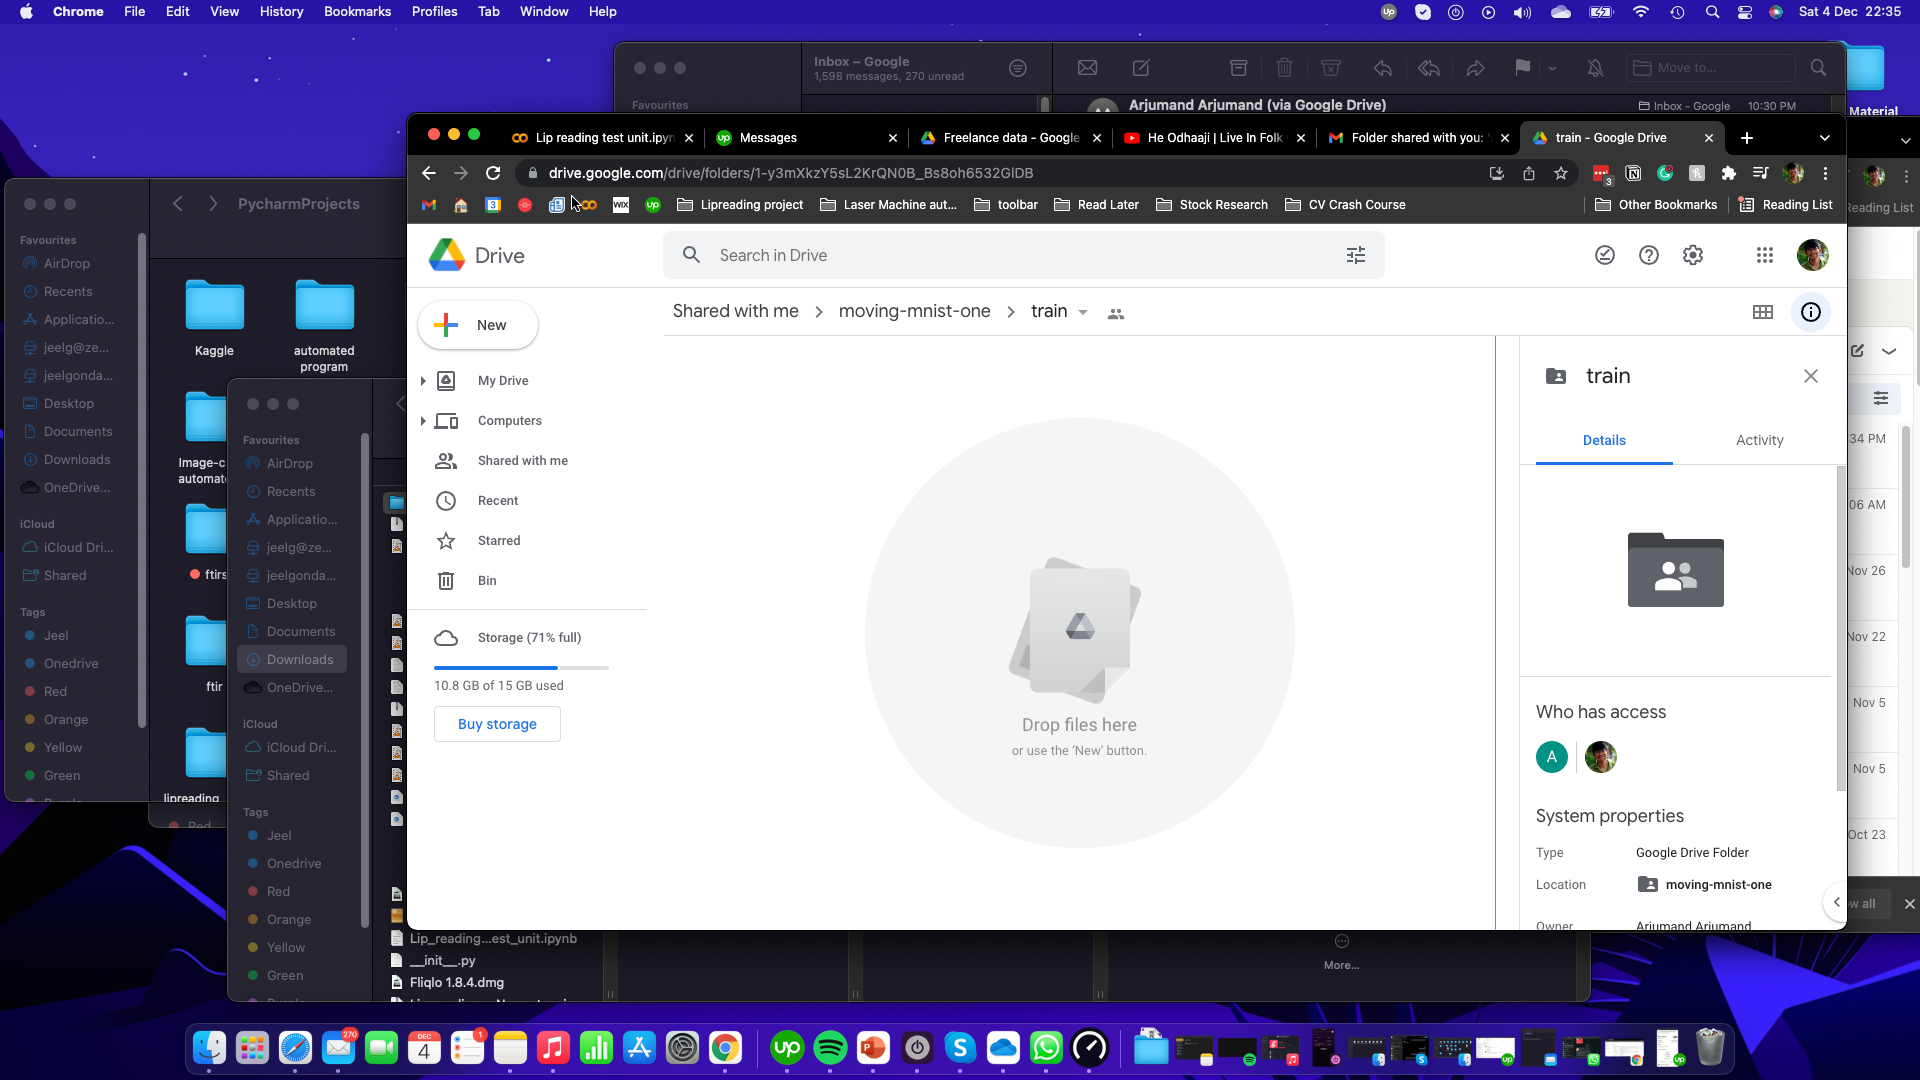 Chrome File Edit View History Bookmarks Profiles Tab Window Help
Sat 4 Dec 22:35
Inbox – Google
1,598 messages, 270 unread
Move to...
Favourites
Arjumand Arjumand (via Google Drive)
Inbox - Google 10:30 PM
Material
Lip reading test unit.ipyn
Messages
Freelance data - Google
He Odhaaji | Live In Folk
Folder shared with you: "
train - Google Drive
drive.google.com/drive/folders/1-y3mXkzY5sL2KrQN0B_Bs8oh6532GlDB
3
Lipreading project
Laser Machine aut...
toolbar
Read Later
Stock Research
CV Crash Course
Other Bookmarks
Reading List
Reading List
Drive
Search in Drive
New
My Drive
Computers
Shared with me
Recent
Starred
Bin
Storage (71% full)
10.8 GB of 15 GB used
Buy storage
Shared with me
moving-mnist-one
train
Drop files here
or use the ‘New’ button.
train
Details
Activity
Who has access
A
System properties
Type Google Drive Folder
Location moving-mnist-one
Owner Arjumand Arjumand
34 PM
06 AM
Nov 26
Nov 22
Nov 5
Nov 5
Oct 23
w all
PycharmProjects
Favourites
AirDrop
Recents
Applicatio...
jeelg@ze...
jeelgonda...
Desktop
Documents
Downloads
OneDrive...
iCloud
iCloud Dri...
Shared
Tags
Jeel
Onedrive
Red
Orange
Yellow
Green
Purple
Kaggle
automated
program
Image-c
automat
ftirs
ftir
lipreading
Red
Favourites
AirDrop
Recents
Applicatio...
jeelg@ze...
jeelgonda...
Desktop
Documents
Downloads
OneDrive...
iCloud
iCloud Dri...
Shared
Tags
Jeel
Onedrive
Red
Orange
Yellow
Green
Lip_reading...est_unit.ipynb
__init__.py
Fliqlo 1.8.4.dmg
More...
270
DEC
4
1